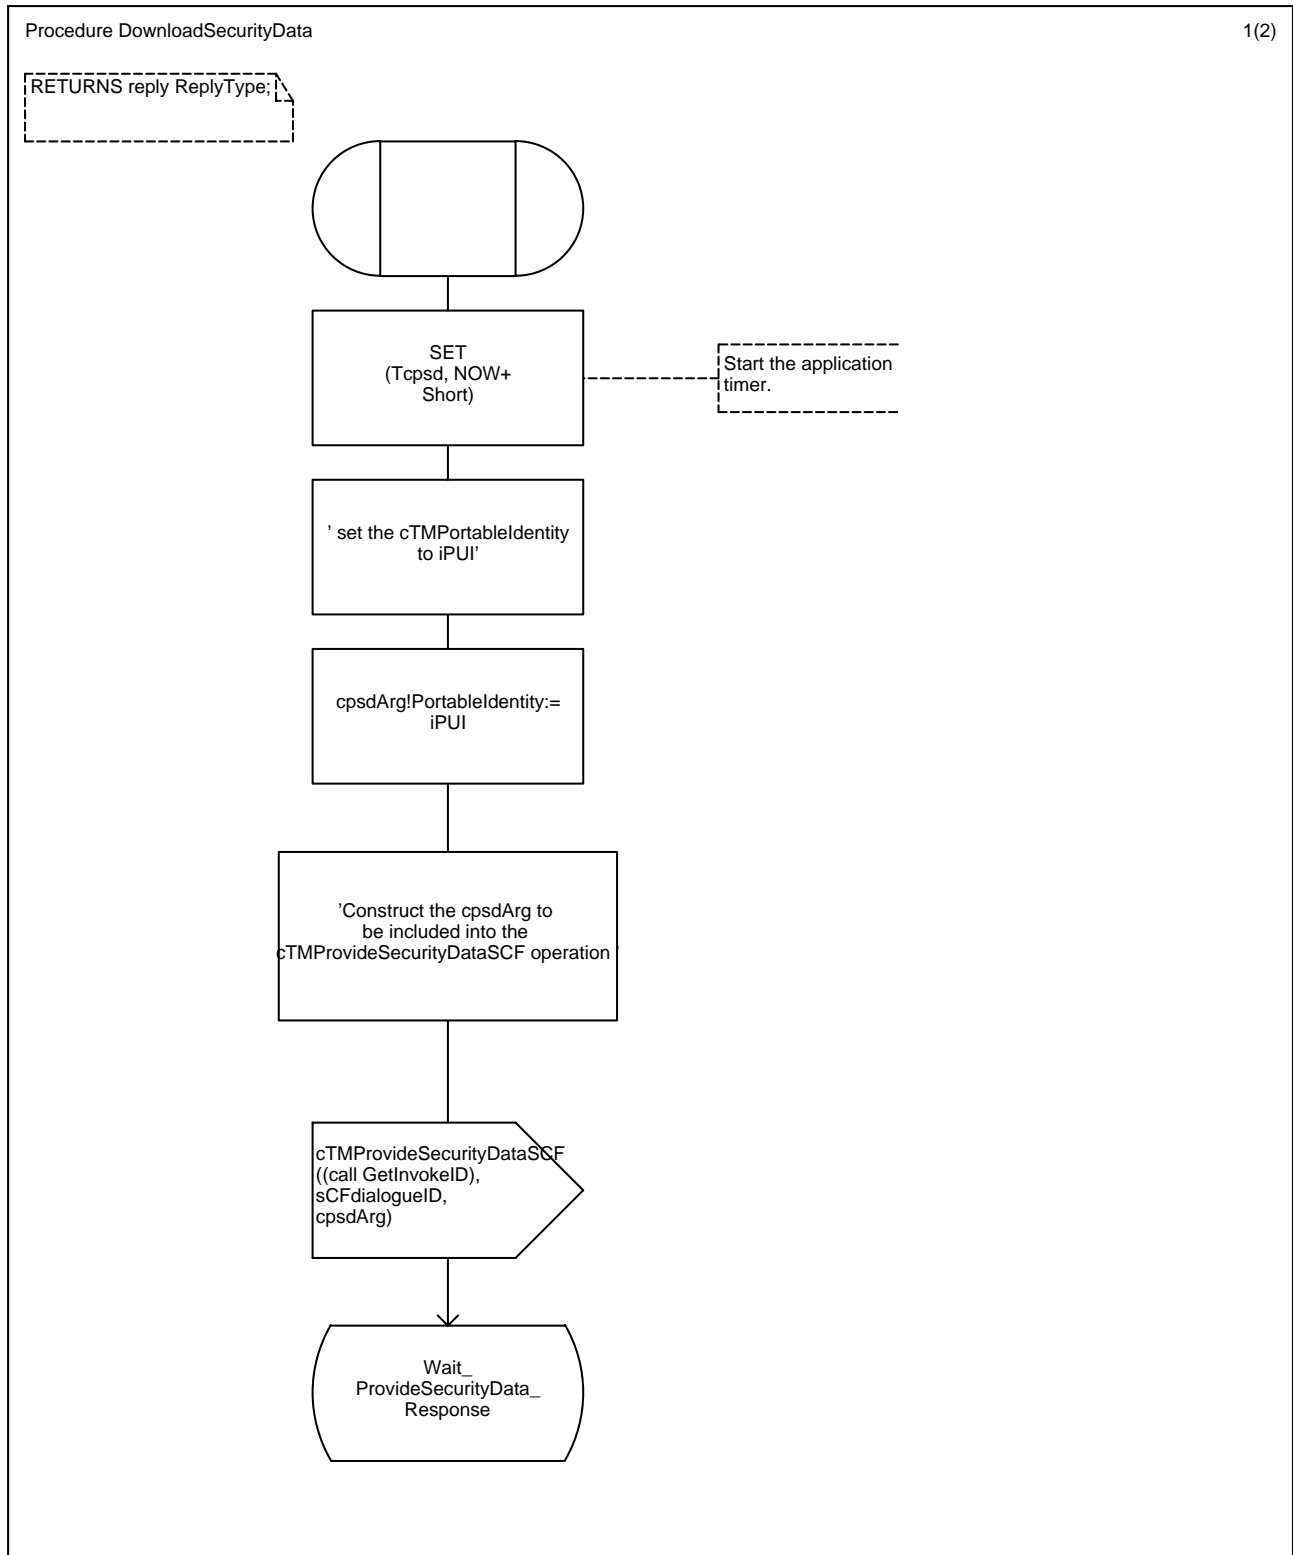 Procedure DownloadSecurityData
1(2)
RETURNS reply ReplyType;
SET
(Tcpsd, NOW+
Short)
Start the application
timer.
’ set the cTMPortableIdentity
to iPUI’
cpsdArg!PortableIdentity:=
iPUI
’Construct the cpsdArg to
be included into the
cTMProvideSecurityDataSCF operation ’
cTMProvideSecurityDataSCF
((call GetInvokeID),
sCFdialogueID,
cpsdArg)
Wait_
ProvideSecurityData_
Response